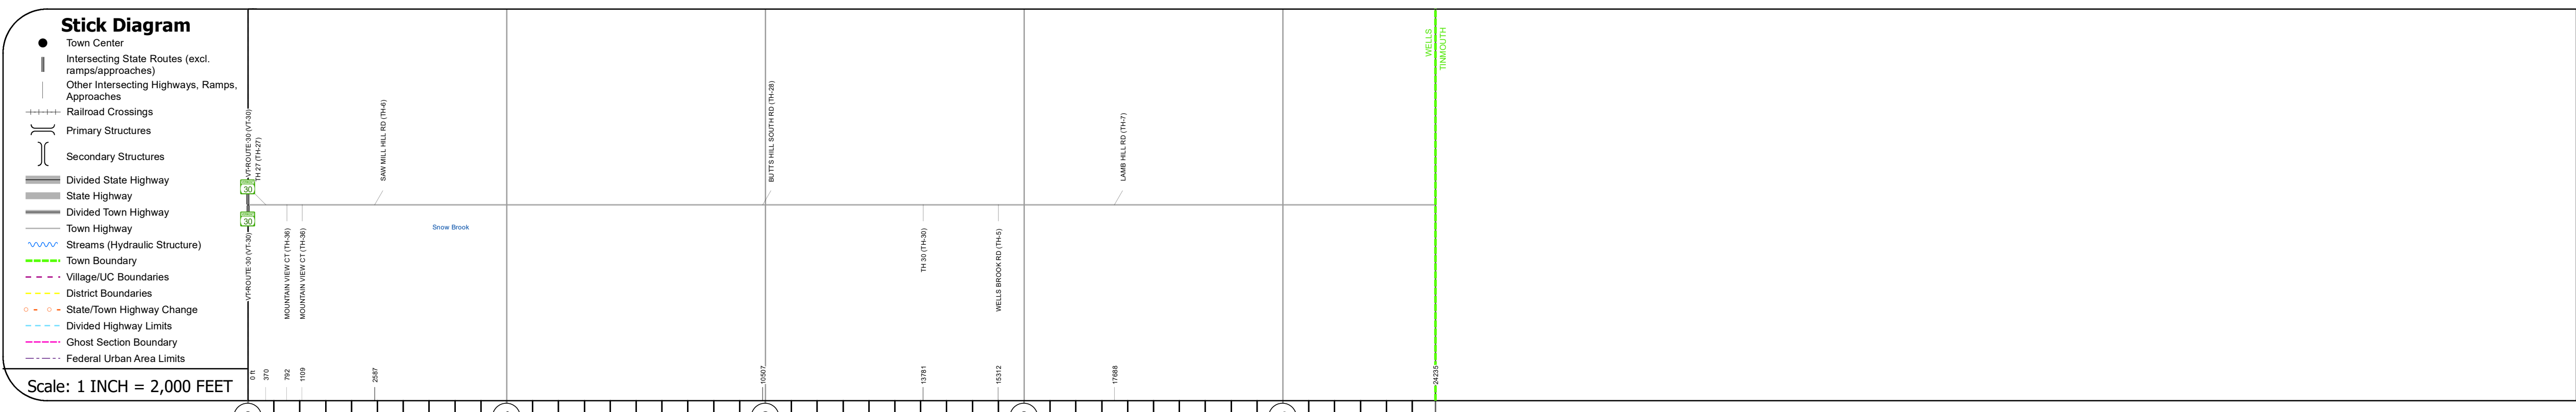 Stick Diagram
Town Center
Intersecting State Routes (excl.
ramps/approaches)
Other Intersecting Highways, Ramps,
Approaches
Railroad Crossings
Primary Structures
Secondary Structures
Divided State Highway
State Highway
Divided Town Highway
Town Highway
Streams (Hydraulic Structure)
Town Boundary
Village/UC Boundaries
District Boundaries
State/Town Highway Change
Divided Highway Limits
Ghost Section Boundary
Federal Urban Area Limits
Scale: 1 INCH = 2,000 FEET
VT-ROUTE-30 (VT-30)
TH 27 (TH-27)
SAW MILL HILL RD (TH-6)
BUTTS HILL SOUTH RD (TH-28)
LAMB HILL RD (TH-7)
WELLS
TINMOUTH
30
30
VT-ROUTE-30 (VT-30)
MOUNTAIN VIEW CT (TH-36)
MOUNTAIN VIEW CT (TH-36)
Snow Brook
TH 30 (TH-30)
WELLS BROOK RD (TH-5)
0 ft
370
792
1109
2587
10507
13781
15312
17688
24235